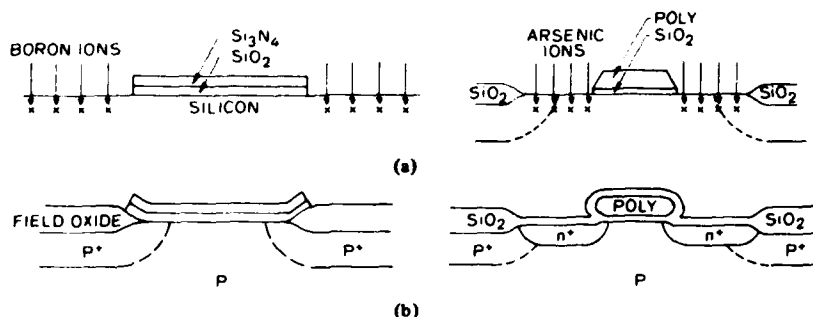 BORON IONS
Si3N4
SiO2
SILICON
x x x x
x x x x
ARSENIC
IONS
POLY
SiO2
SiO2
SiO2
x x x x
x x x x
(a)
FIELD OXIDE
P+
P+
P
SiO2
POLY
SiO2
P+
n+
n+
P+
P
(b)